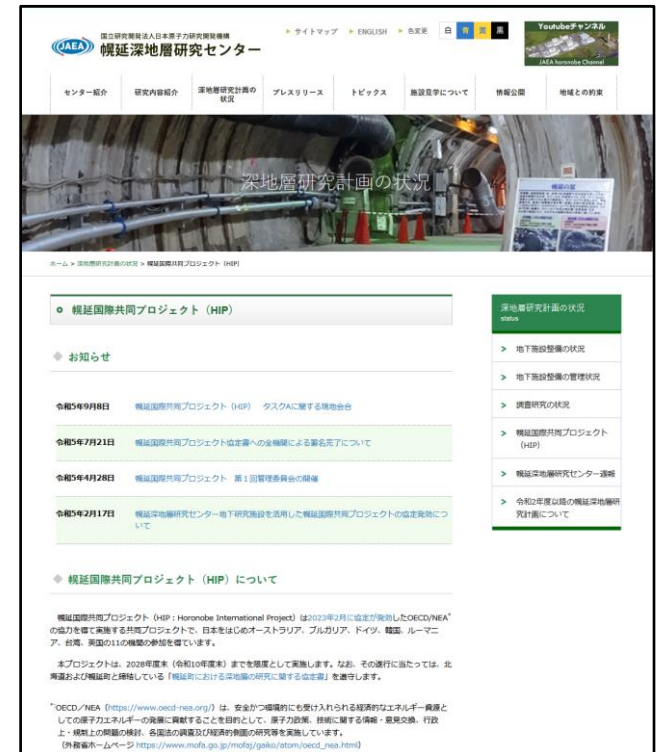 国立研究開発法人日本原子力研究開発機構
JAEA 幌延深地層研究センター
サイトマップ ENGLISH 色変更 白 青 黄 黒
Youtubeチャンネル
JAEA horonobe Channel
センター紹介 研究内容紹介 深地層研究計画の状況 プレスリリース トピックス 施設見学について 情報公開 地域との約束
深地層研究計画の状況
ホーム > 深地層研究計画の状況 > 幌延国際共同プロジェクト（HIP）
幌延国際共同プロジェクト（HIP）
お知らせ
令和5年9月8日 幌延国際共同プロジェクト（HIP） タスクAに関する現地会合
令和5年7月21日 幌延国際共同プロジェクト協定書への全機関による署名完了について
令和5年4月28日 幌延国際共同プロジェクト 第１回管理委員会の開催
令和5年2月17日 幌延深地層研究センター地下研究施設を活用した幌延国際共同プロジェクトの協定発効につ
いて
深地層研究計画の状況
status
> 地下施設整備の状況
> 地下施設整備の管理状況
> 調査研究の状況
> 幌延国際共同プロジェクト
（HIP）
> 幌延深地層研究センター週報
> 令和2年度以降の幌延深地層研
究計画について
幌延国際共同プロジェクト（HIP）について
幌延国際共同プロジェクト（HIP：Horonobe International Project）は2023年2月に協定が発効したOECD/NEA*
の協力を得て実施する共同プロジェクトで、日本をはじめオーストラリア、ブルガリア、ドイツ、韓国、ルーマニ
ア、台湾、英国の11の機関の参加を得ています。
本プロジェクトは、2028年度末（令和10年度末）までを限度として実施します。なお、その遂行に当たっては、北
海道および幌延町と締結している「幌延町における深地層の研究に関する協定書」を遵守します。
*OECD／NEA（https://www.oecd-nea.org/）は、安全かつ環境的にも受け入れられる経済的なエネルギー資源と
しての原子力エネルギーの発展に貢献することを目的として、原子力政策、技術に関する情報・意見交換、行政
上・規制上の問題の検討、各国法の調査及び経済的側面の研究等を実施しています。
（外務省ホームページ https://www.mofa.go.jp/mofaj/gaiko/atom/oecd_nea.html）